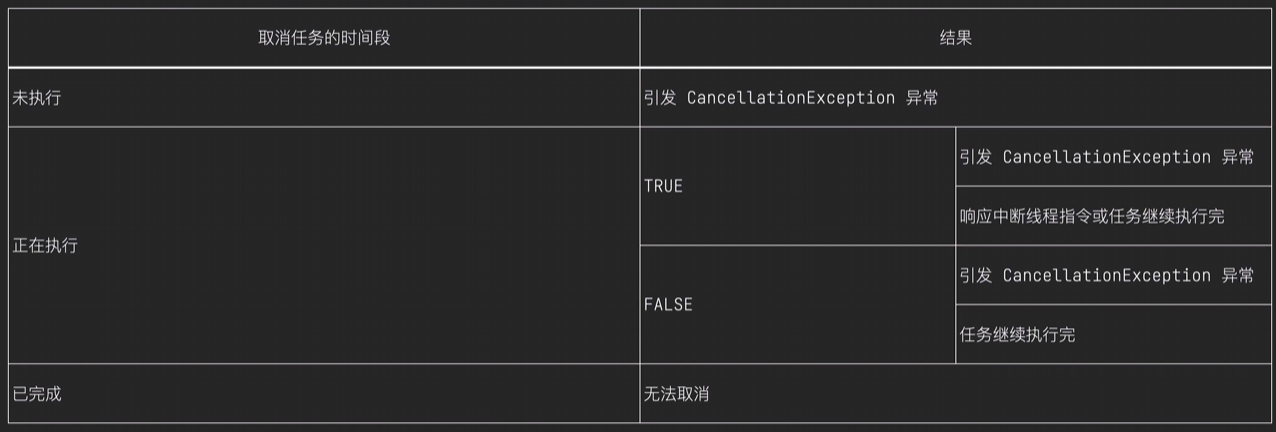 取消任务的时间段
结果
未执行
引发 CancellationException 异常
正在执行
TRUE
引发 CancellationException 异常
响应中断线程指令或任务继续执行完
FALSE
引发 CancellationException 异常
任务继续执行完
已完成
无法取消